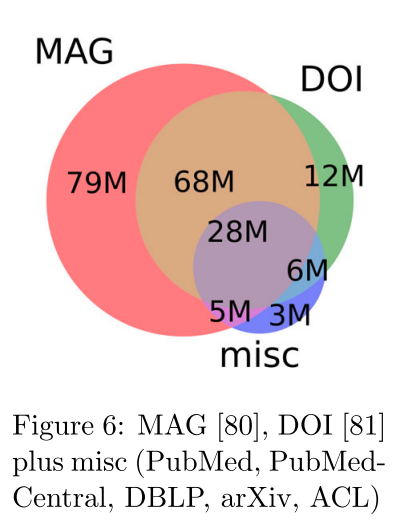 MAG
DOI
79M
68M
12M
28M
6M
5M
3M
misc
Figure 6: MAG [80], DOI [81]
plus misc (PubMed, PubMed-
Central, DBLP, arXiv, ACL)